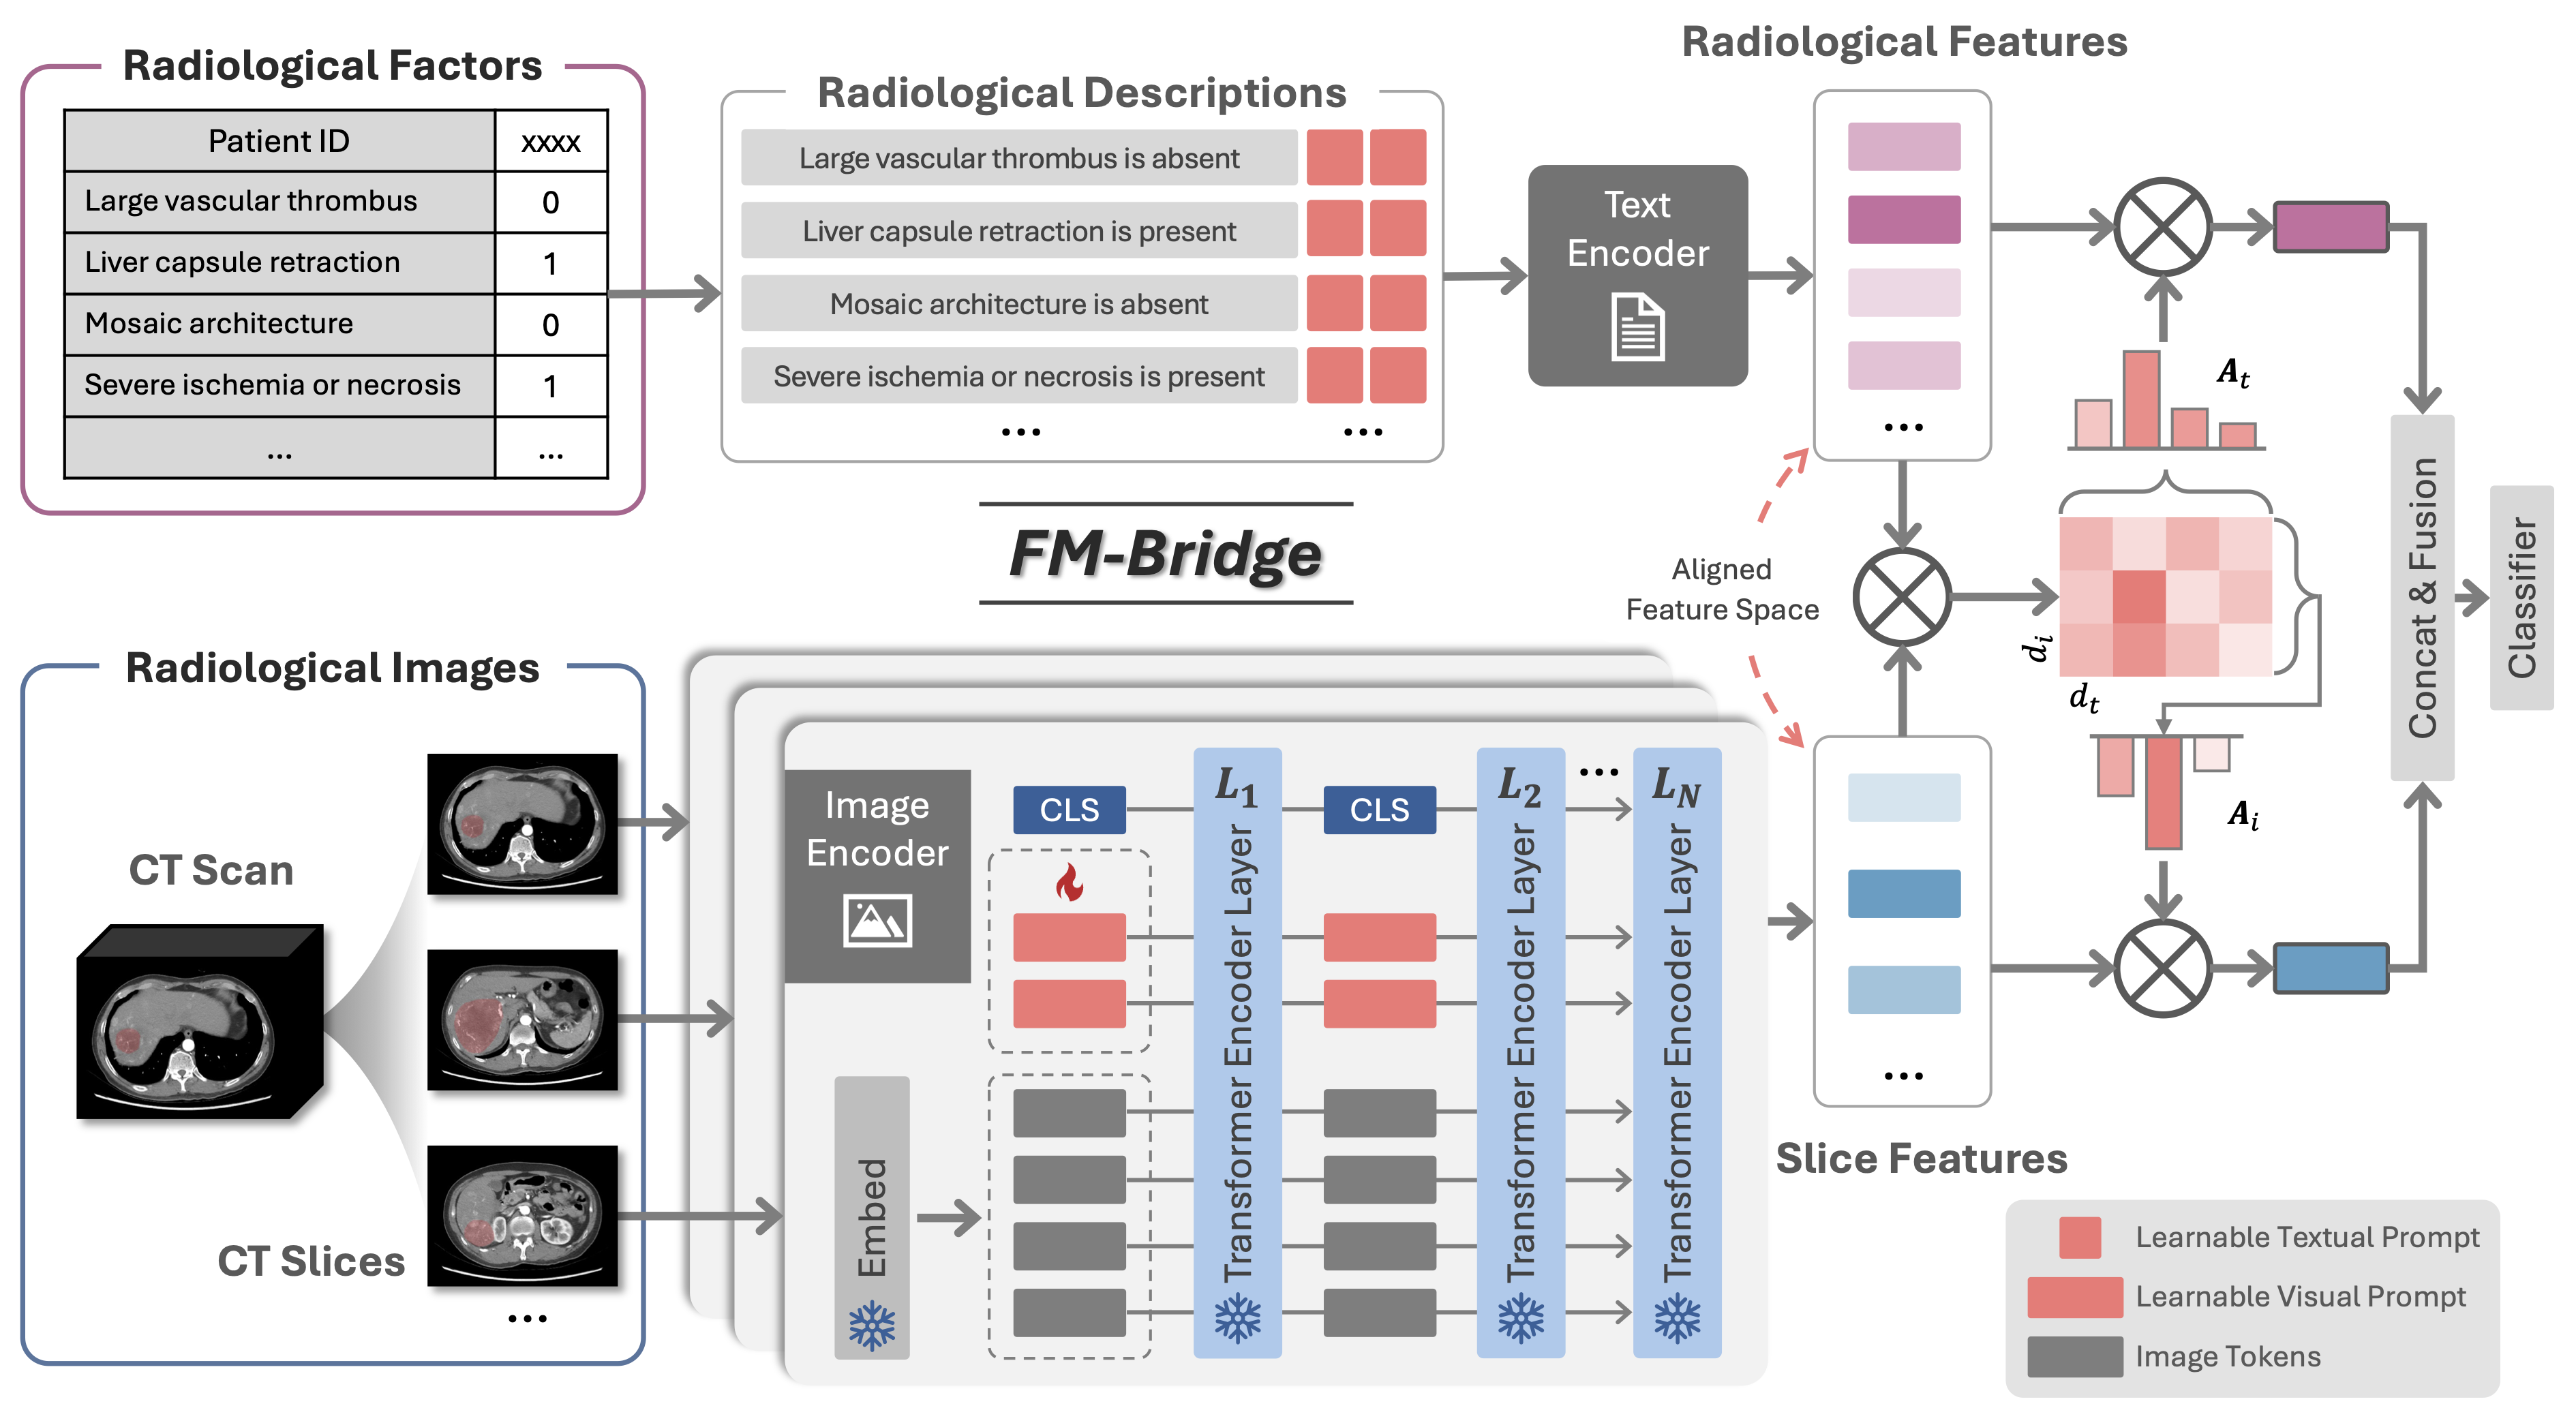 Radiological Factors
Patient ID xxxx
Large vascular thrombus 0
Liver capsule retraction 1
Mosaic architecture 0
Severe ischemia or necrosis 1
... ...
Radiological Descriptions
Large vascular thrombus is absent
Liver capsule retraction is present
Mosaic architecture is absent
Severe ischemia or necrosis is present
... ...
Text
Encoder
Radiological Features
...
A_t
Aligned
Feature Space
d_i
d_t
A_i
Concat & Fusion
Classifier
FM-Bridge
Radiological Images
CT Scan
CT Slices
...
Image
Encoder
Embed
CLS
L_1
Transformer Encoder Layer
CLS
L_2
Transformer Encoder Layer
...
L_N
Transformer Encoder Layer
...
Slice Features
Learnable Textual Prompt
Learnable Visual Prompt
Image Tokens